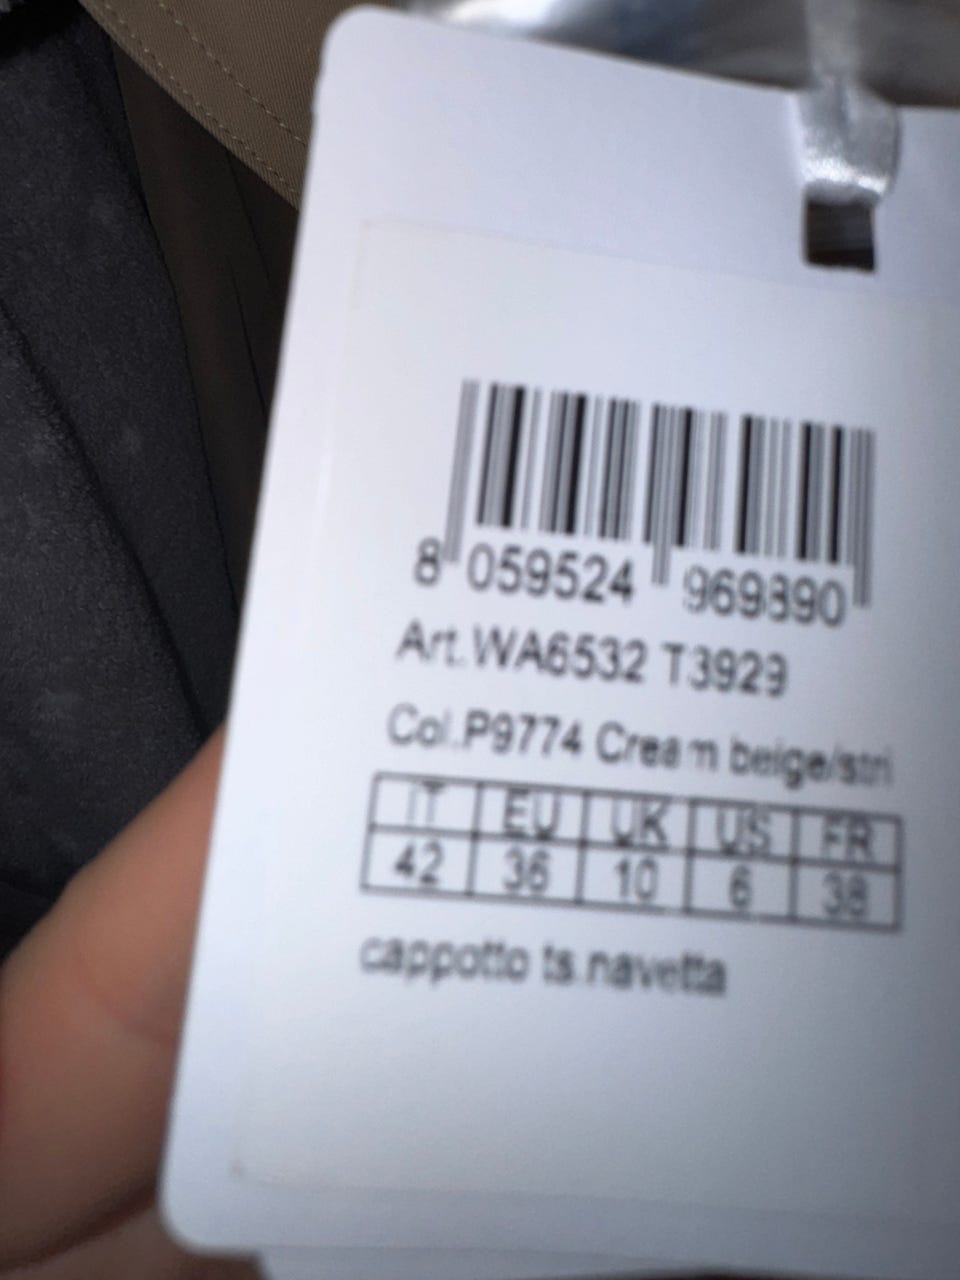 8 059524 969890
Art.WA6532 T3929
Col.P9774 Cream beige/stri
IT EU UK US FR
42 36 10 6 38
cappotto ts.navetta